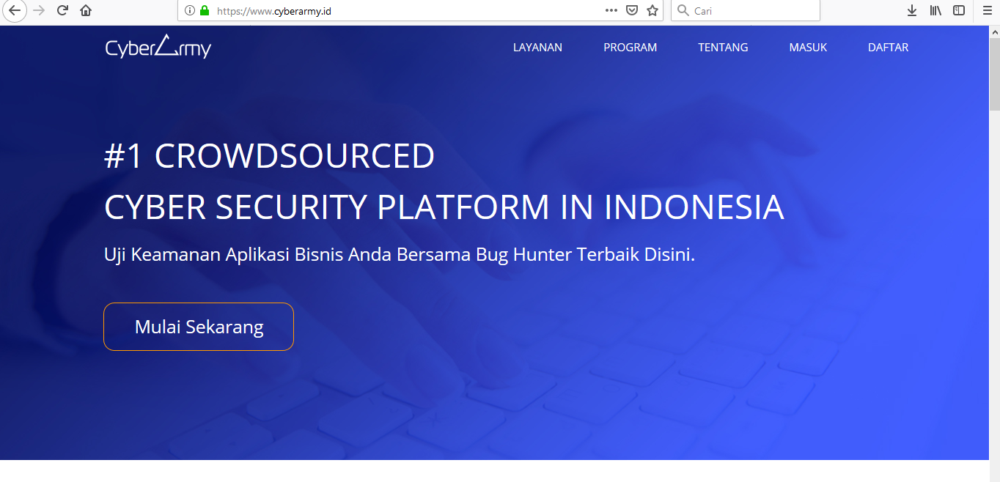 https://www.cyberarmy.id
Cari
CyberArmy
LAYANAN
PROGRAM
TENTANG
MASUK
DAFTAR
#1 CROWDSOURCED
CYBER SECURITY PLATFORM IN INDONESIA
Uji Keamanan Aplikasi Bisnis Anda Bersama Bug Hunter Terbaik Disini.
Mulai Sekarang